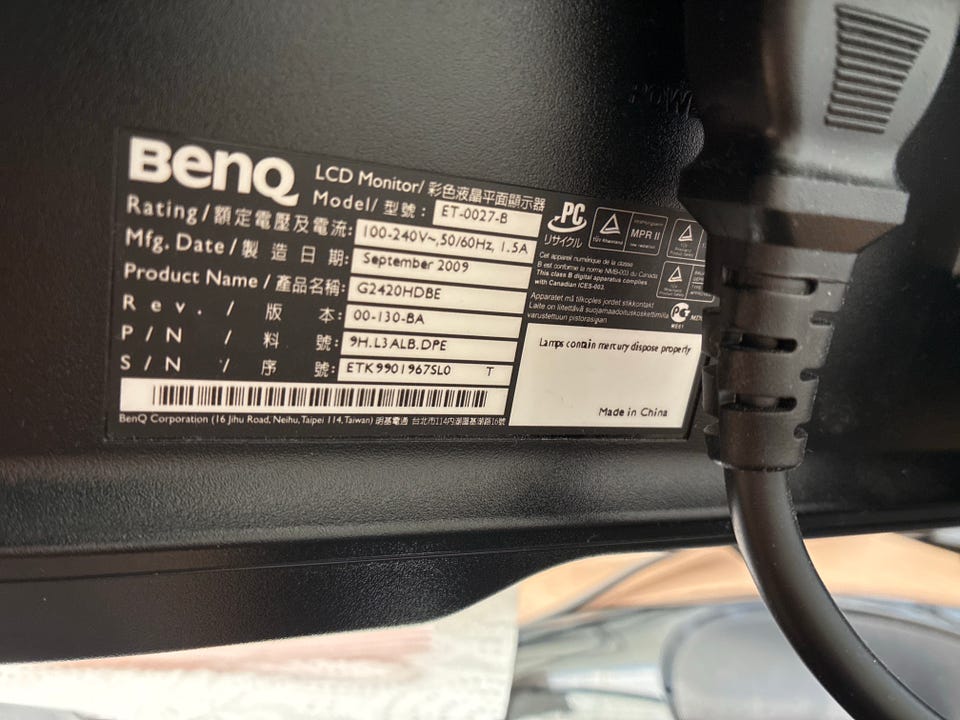 BenQ
LCD Monitor/ 彩色液晶平面顯示器
Model/ 型號: ET-0027-B
Rating/額定電壓及電流: 100-240V~,50/60Hz, 1.5A
Mfg. Date / 製造日期: September 2009
Product Name / 產品名稱: G2420HDBE
Rev. / 版本: 00-130-BA
P/N / 料號: 9H.L3ALB.DPE
S/N / 序號: ETK9901967SL0 T
BenQ Corporation (16 Jihu Road, Neihu, Taipei 114, Taiwan) 明基電通 台北市114內湖區基湖路16號
PC
リサイクル
TÜV Rheinland
MPR II
Cet appareil numérique de la classe
B est conforme la norme NMB-003 du Canada
This class B digital apparatus complies
with Canadian ICES-003.
Apparatet må tilkoples jordet stikkontakt
Laite on liitettävä suojamaadoituskoskettimilla
varustettuun pistorasiaan
Lamps contain mercury dispose properly
Made in China